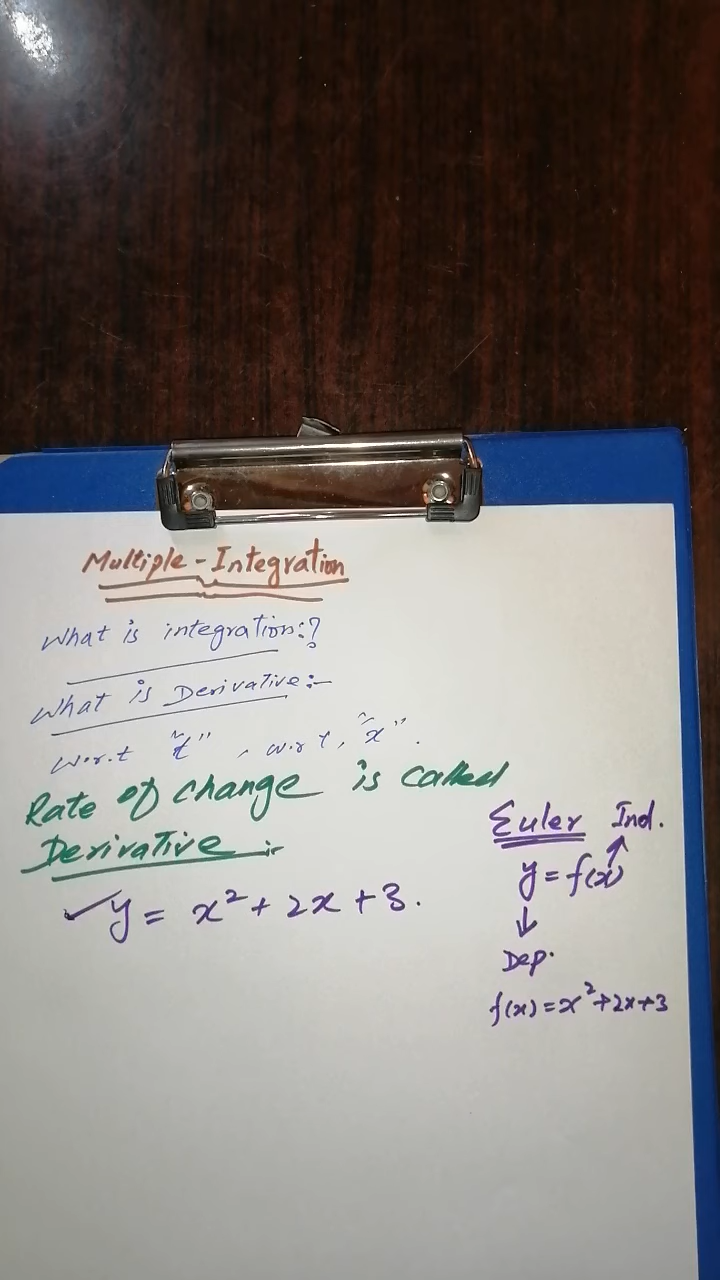 Multiple-Integration
What is integration:?
What is Derivative:-
w.r.t "t", w.r.t, "x".
Rate of change is called
Derivative:-
✓y = x² + 2x + 3.
Euler Ind.
↑
y = f(x)
↓
Dep.
f(x) = x² + 2x + 3